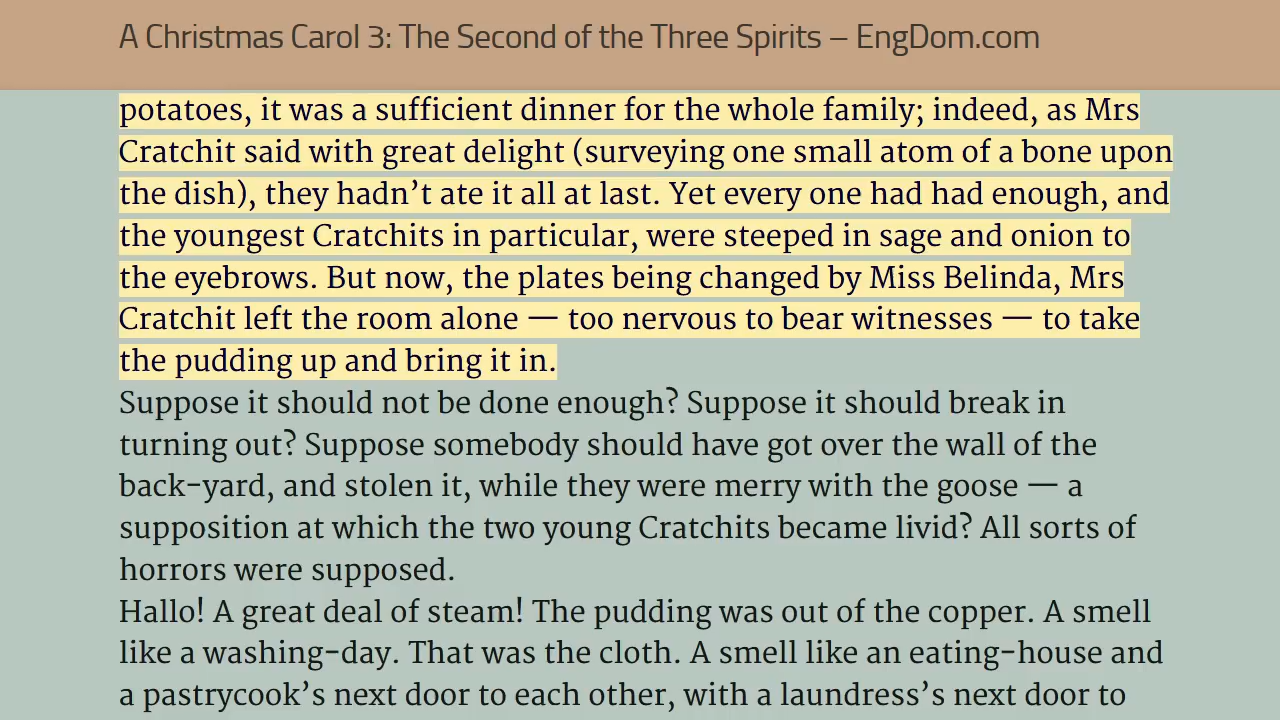 A Christmas Carol 3: The Second of the Three Spirits – EngDom.com
potatoes, it was a sufficient dinner for the whole family; indeed, as Mrs
Cratchit said with great delight (surveying one small atom of a bone upon
the dish), they hadn’t ate it all at last. Yet every one had had enough, and
the youngest Cratchits in particular, were steeped in sage and onion to
the eyebrows. But now, the plates being changed by Miss Belinda, Mrs
Cratchit left the room alone — too nervous to bear witnesses — to take
the pudding up and bring it in.
Suppose it should not be done enough? Suppose it should break in
turning out? Suppose somebody should have got over the wall of the
back-yard, and stolen it, while they were merry with the goose — a
supposition at which the two young Cratchits became livid? All sorts of
horrors were supposed.
Hallo! A great deal of steam! The pudding was out of the copper. A smell
like a washing-day. That was the cloth. A smell like an eating-house and
a pastrycook’s next door to each other, with a laundress’s next door to